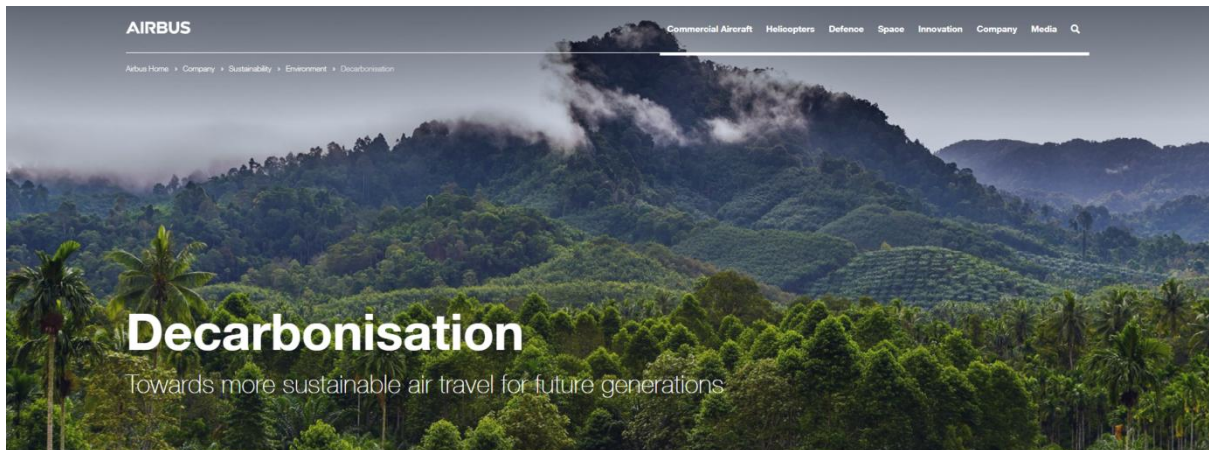 AIRBUS
Commercial Aircraft Helicopters Defence Space Innovation Company Media
Airbus Home › Company › Sustainability › Environment › Decarbonisation
Decarbonisation
Towards more sustainable air travel for future generations